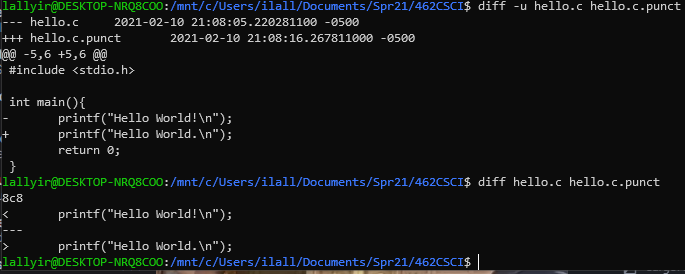 lallyir@DESKTOP-NRQ8COO:/mnt/c/Users/ilall/Documents/Spr21/462CSCI$ diff -u hello.c hello.c.punct
--- hello.c     2021-02-10 21:08:05.220281100 -0500
+++ hello.c.punct       2021-02-10 21:08:16.267811000 -0500
@@ -5,6 +5,6 @@
 #include <stdio.h>

 int main(){
-       printf("Hello World!\n");
+       printf("Hello World.\n");
        return 0;
 }
lallyir@DESKTOP-NRQ8COO:/mnt/c/Users/ilall/Documents/Spr21/462CSCI$ diff hello.c hello.c.punct
8c8
<       printf("Hello World!\n");
---
>       printf("Hello World.\n");
lallyir@DESKTOP-NRQ8COO:/mnt/c/Users/ilall/Documents/Spr21/462CSCI$